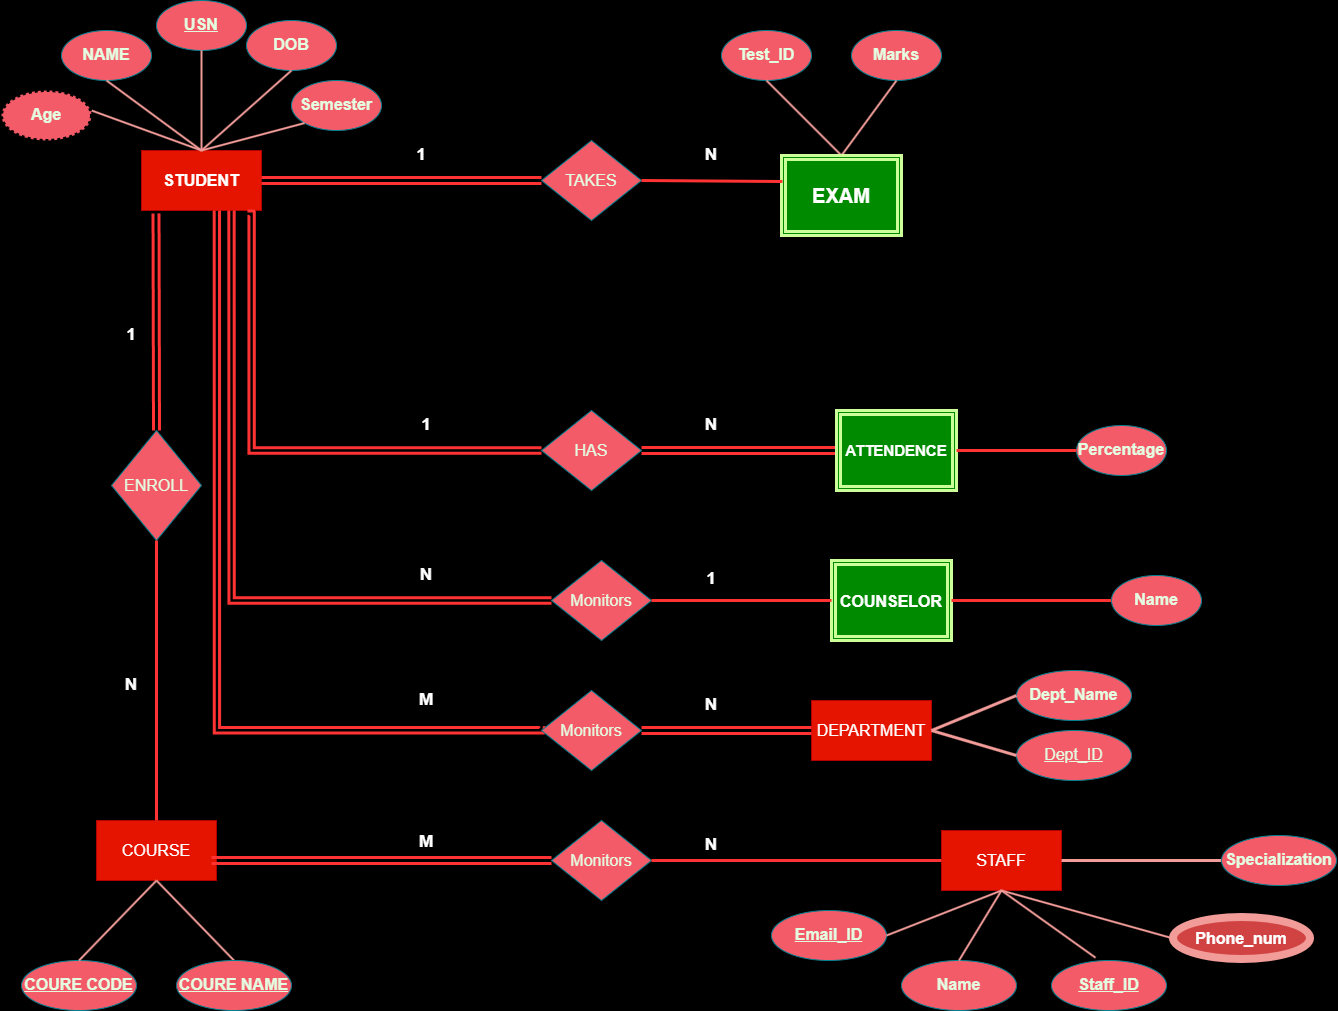 USN
NAME
DOB
Test_ID
Marks
Age
Semester
1
N
STUDENT
TAKES
EXAM
1
1
N
HAS
ATTENDENCE
Percentage
ENROLL
N
1
Monitors
COUNSELOR
Name
N
M
N
Dept_Name
Monitors
DEPARTMENT
Dept_ID
M
N
COURSE
Monitors
STAFF
Specialization
Email_ID
Phone_num
COURE CODE
COURE NAME
Name
Staff_ID